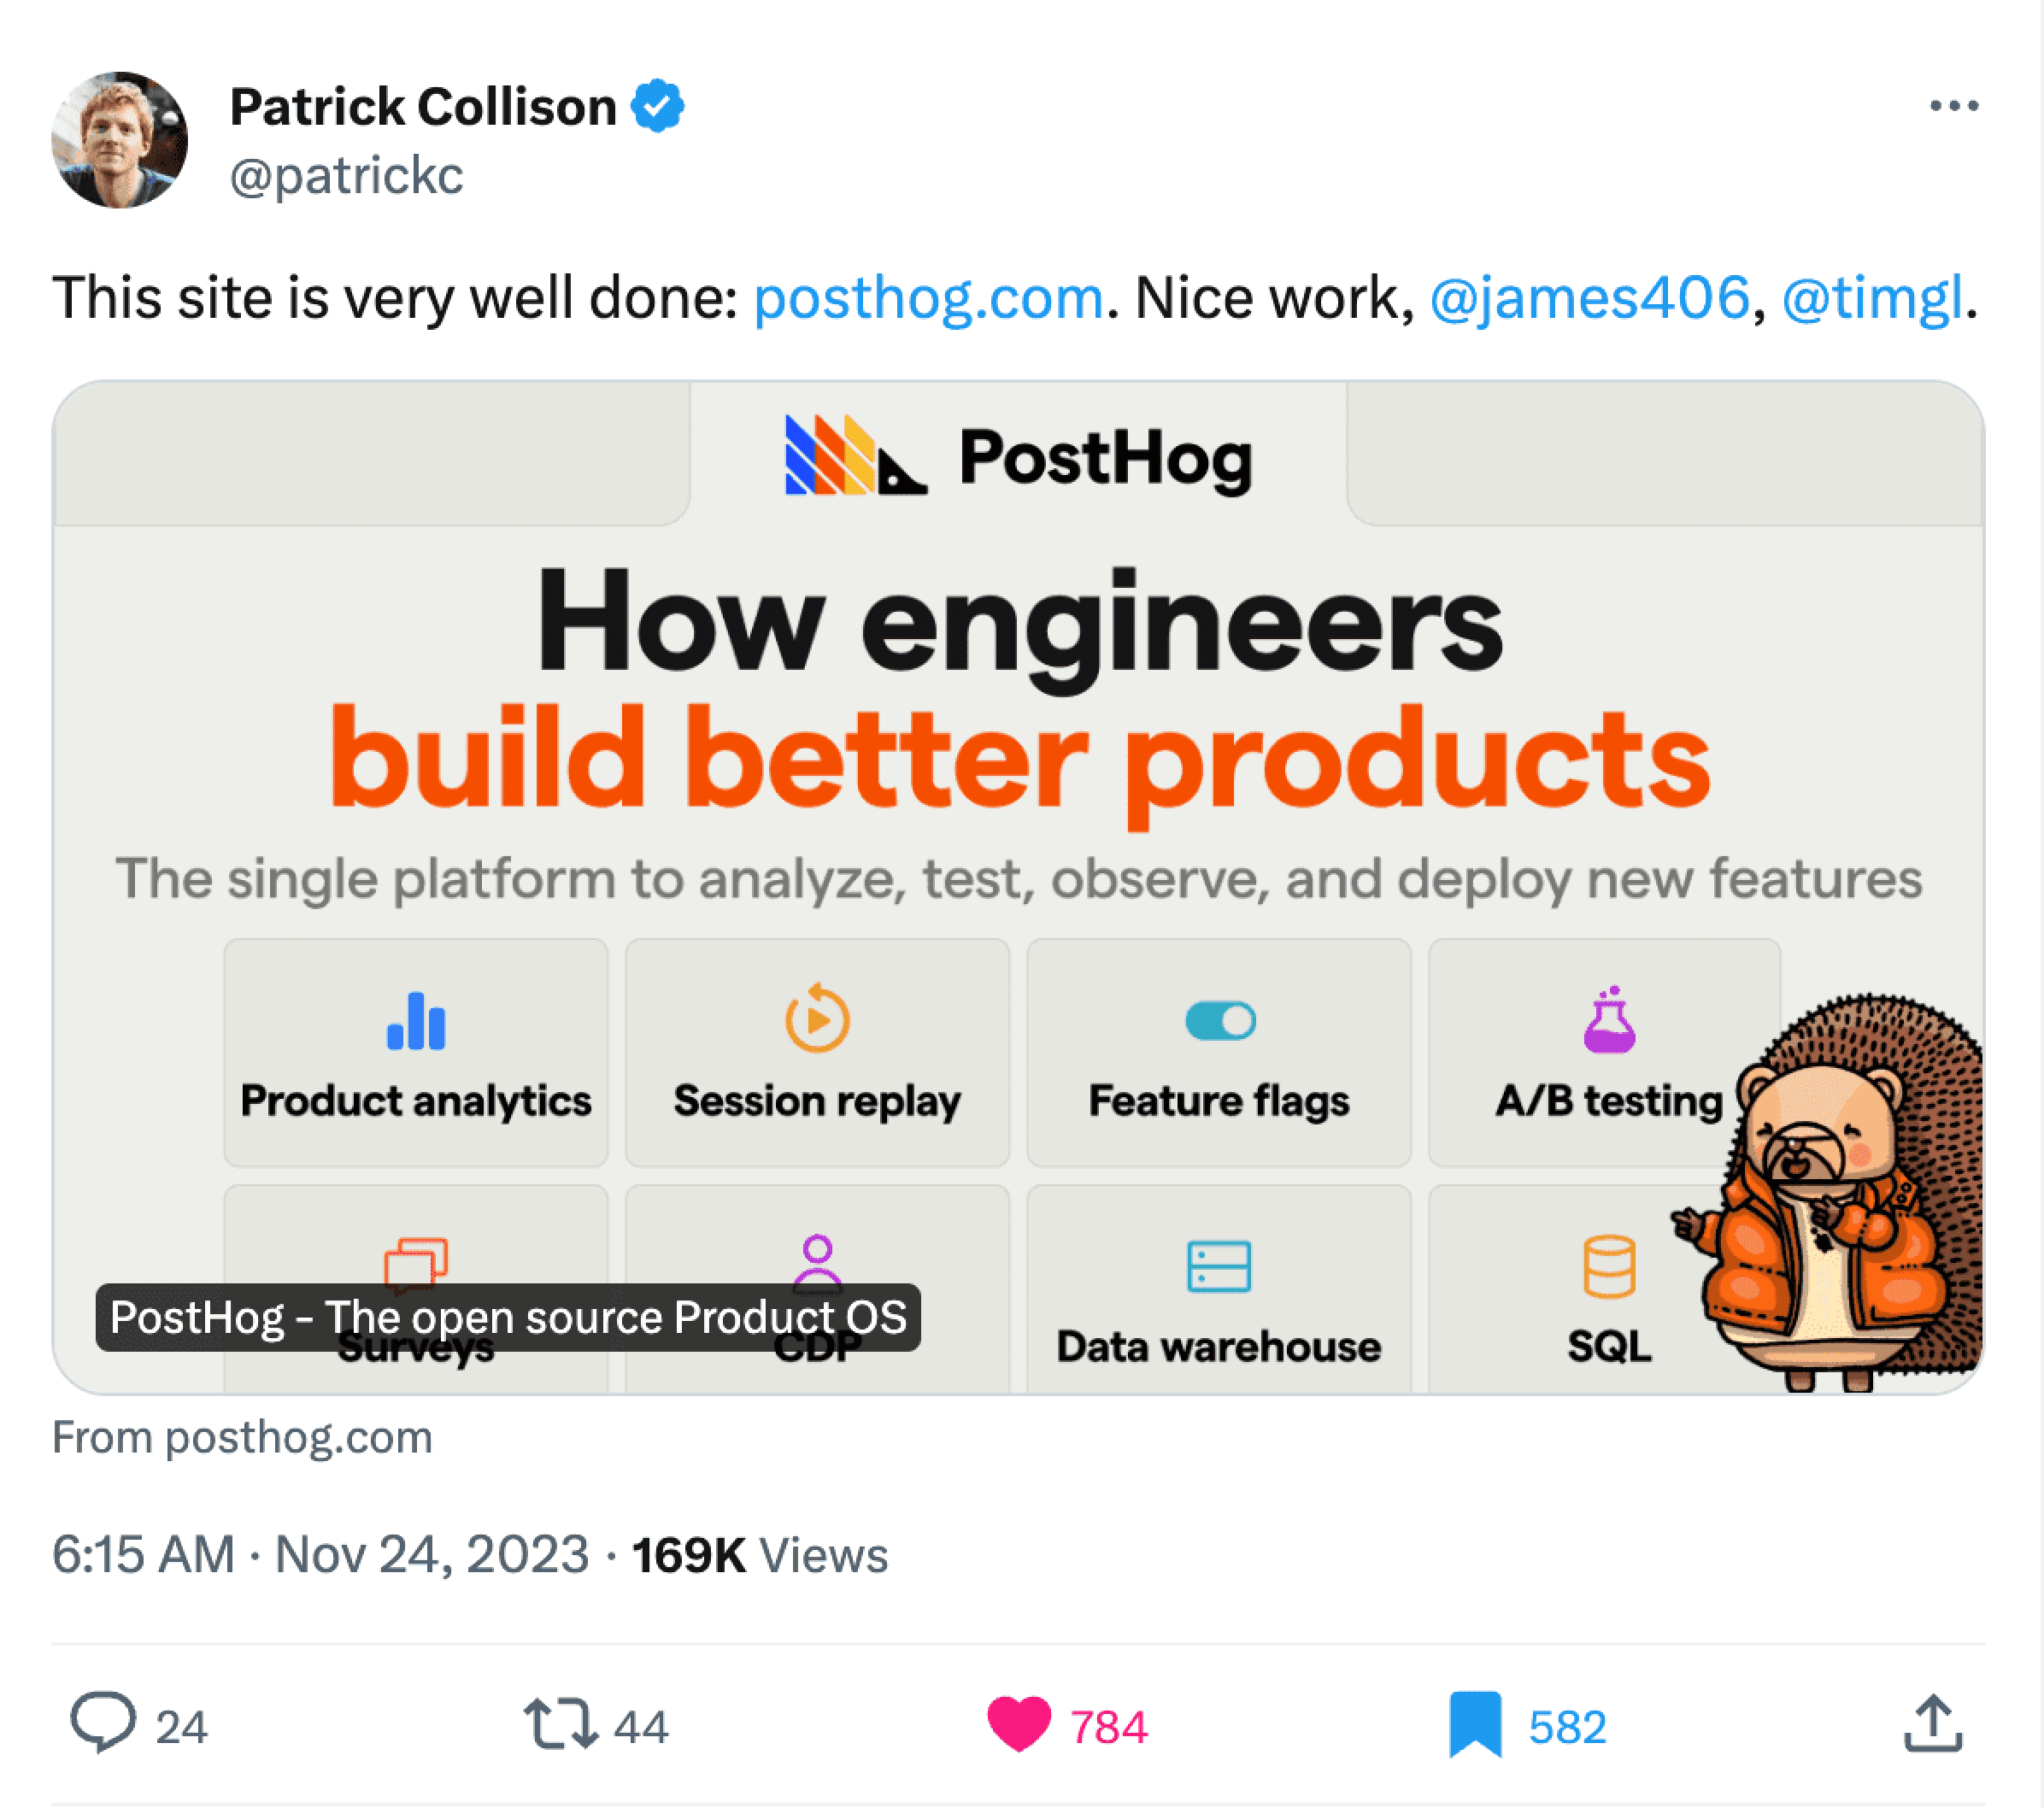 Patrick Collison
@patrickc
This site is very well done: posthog.com. Nice work, @james406, @timgl.
PostHog
How engineers
build better products
The single platform to analyze, test, observe, and deploy new features
Product analytics
Session replay
Feature flags
A/B testing
PostHog - The open source Product OS
Surveys
CDP
Data warehouse
SQL
From posthog.com
6:15 AM · Nov 24, 2023 · 169K Views
24
44
784
582